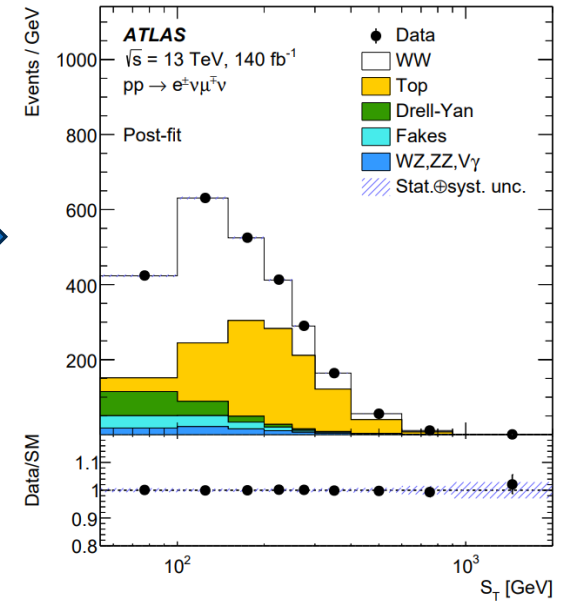 Events / GeV
1000
800
600
400
200
ATLAS
√s = 13 TeV, 140 fb⁻¹
pp → e±νμ∓ν
Post-fit
Data
WW
Top
Drell-Yan
Fakes
WZ,ZZ,Vγ
Stat.⊕syst. unc.
Data/SM
1.1
1
0.9
0.8
10²
10³
S_T [GeV]